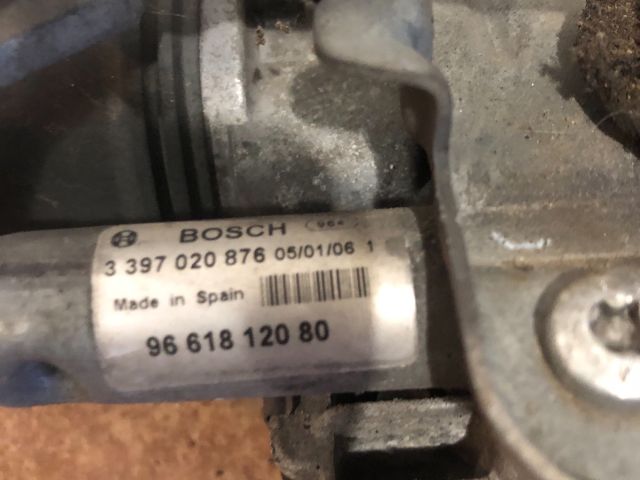 BOSCH
3 397 020 876 05/01/06 1
Made in Spain
96 618 120 80